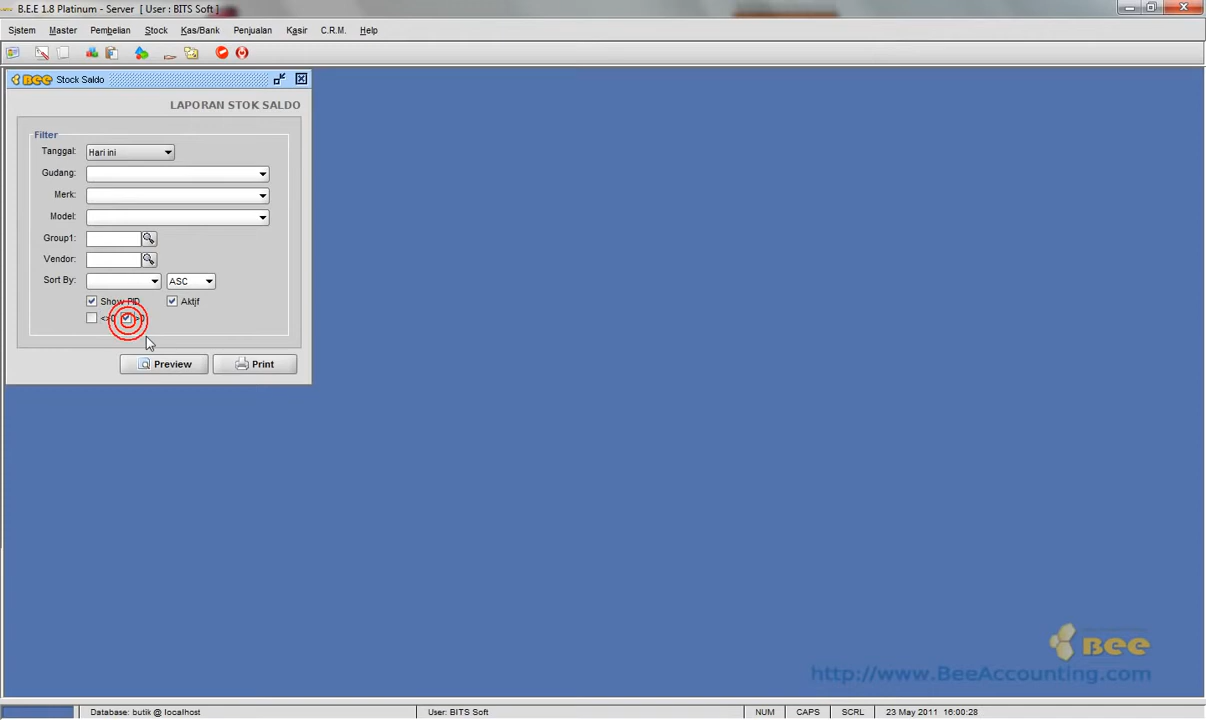 B.E.E 1.8 Platinum - Server [ User : BITS Soft ]
Sistem Master Pembelian Stock Kas/Bank Penjualan Kasir C.R.M. Help
BEE Stock Saldo
LAPORAN STOK SALDO
Filter
Tanggal: Hari ini
Gudang:
Merk:
Model:
Group1:
Vendor:
Sort By: ASC
Show PID Aktif
<>0 >0
Preview Print
BEE
http://www.BeeAccounting.com
Database: butik @ localhost User: BITS Soft NUM CAPS SCRL 23 May 2011 16:00:28